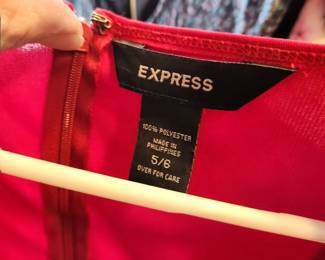 EXPRESS
100% POLYESTER
MADE IN
PHILIPPINES
5/6
OVER FOR CARE